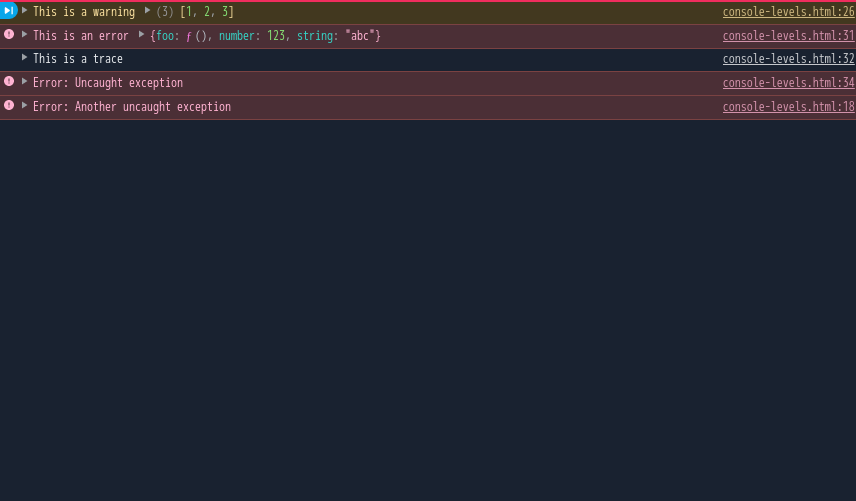 This is a warning (3) [1, 2, 3] console-levels.html:26
This is an error {foo: ƒ (), number: 123, string: "abc"} console-levels.html:31
This is a trace console-levels.html:32
Error: Uncaught exception console-levels.html:34
Error: Another uncaught exception console-levels.html:18